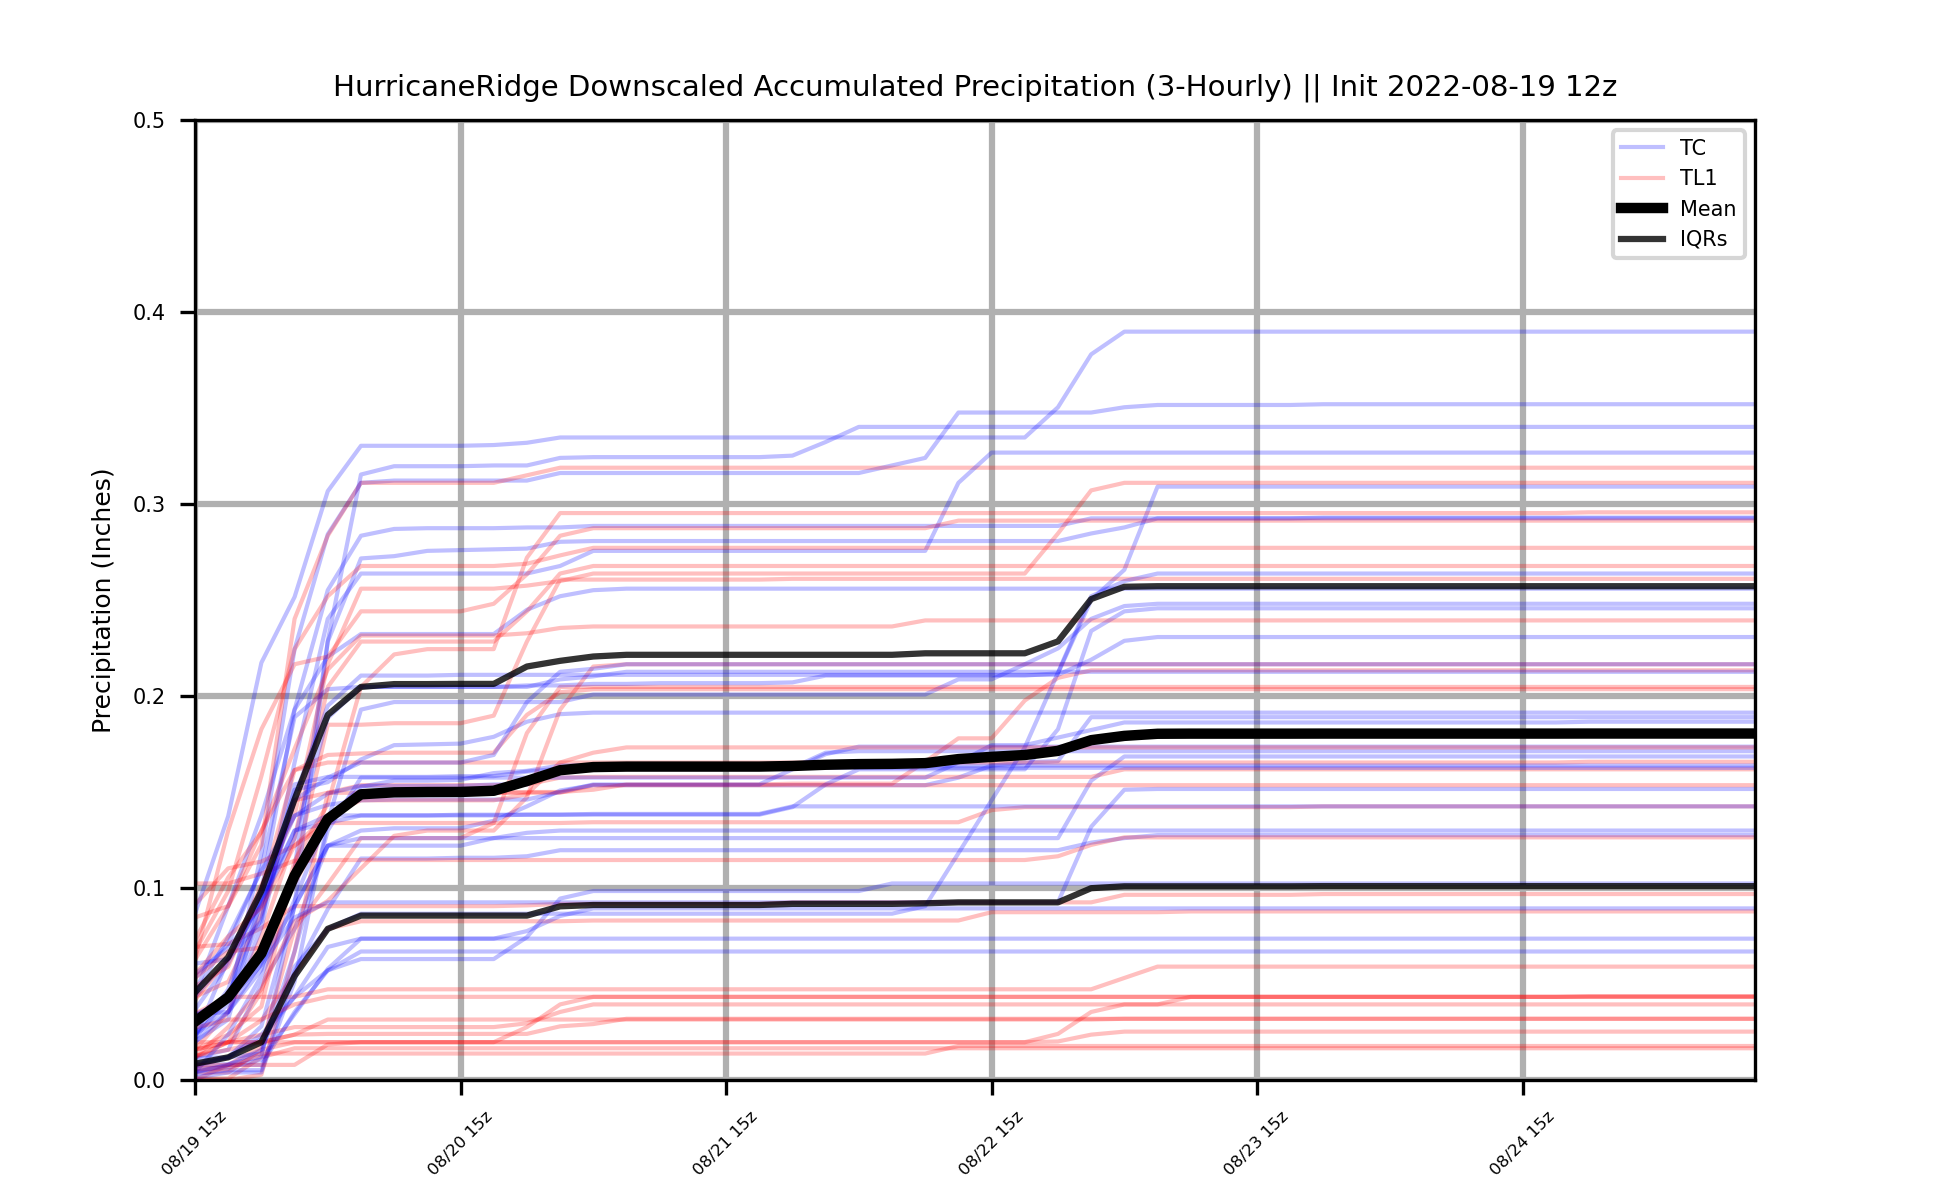 HurricaneRidge Downscaled Accumulated Precipitation (3-Hourly) || Init 2022-08-19 12z
Precipitation (Inches)
0.5
0.4
0.3
0.2
0.1
0.0
TC
TL1
Mean
IQRs
08/19 15z
08/20 15z
08/21 15z
08/22 15z
08/23 15z
08/24 15z